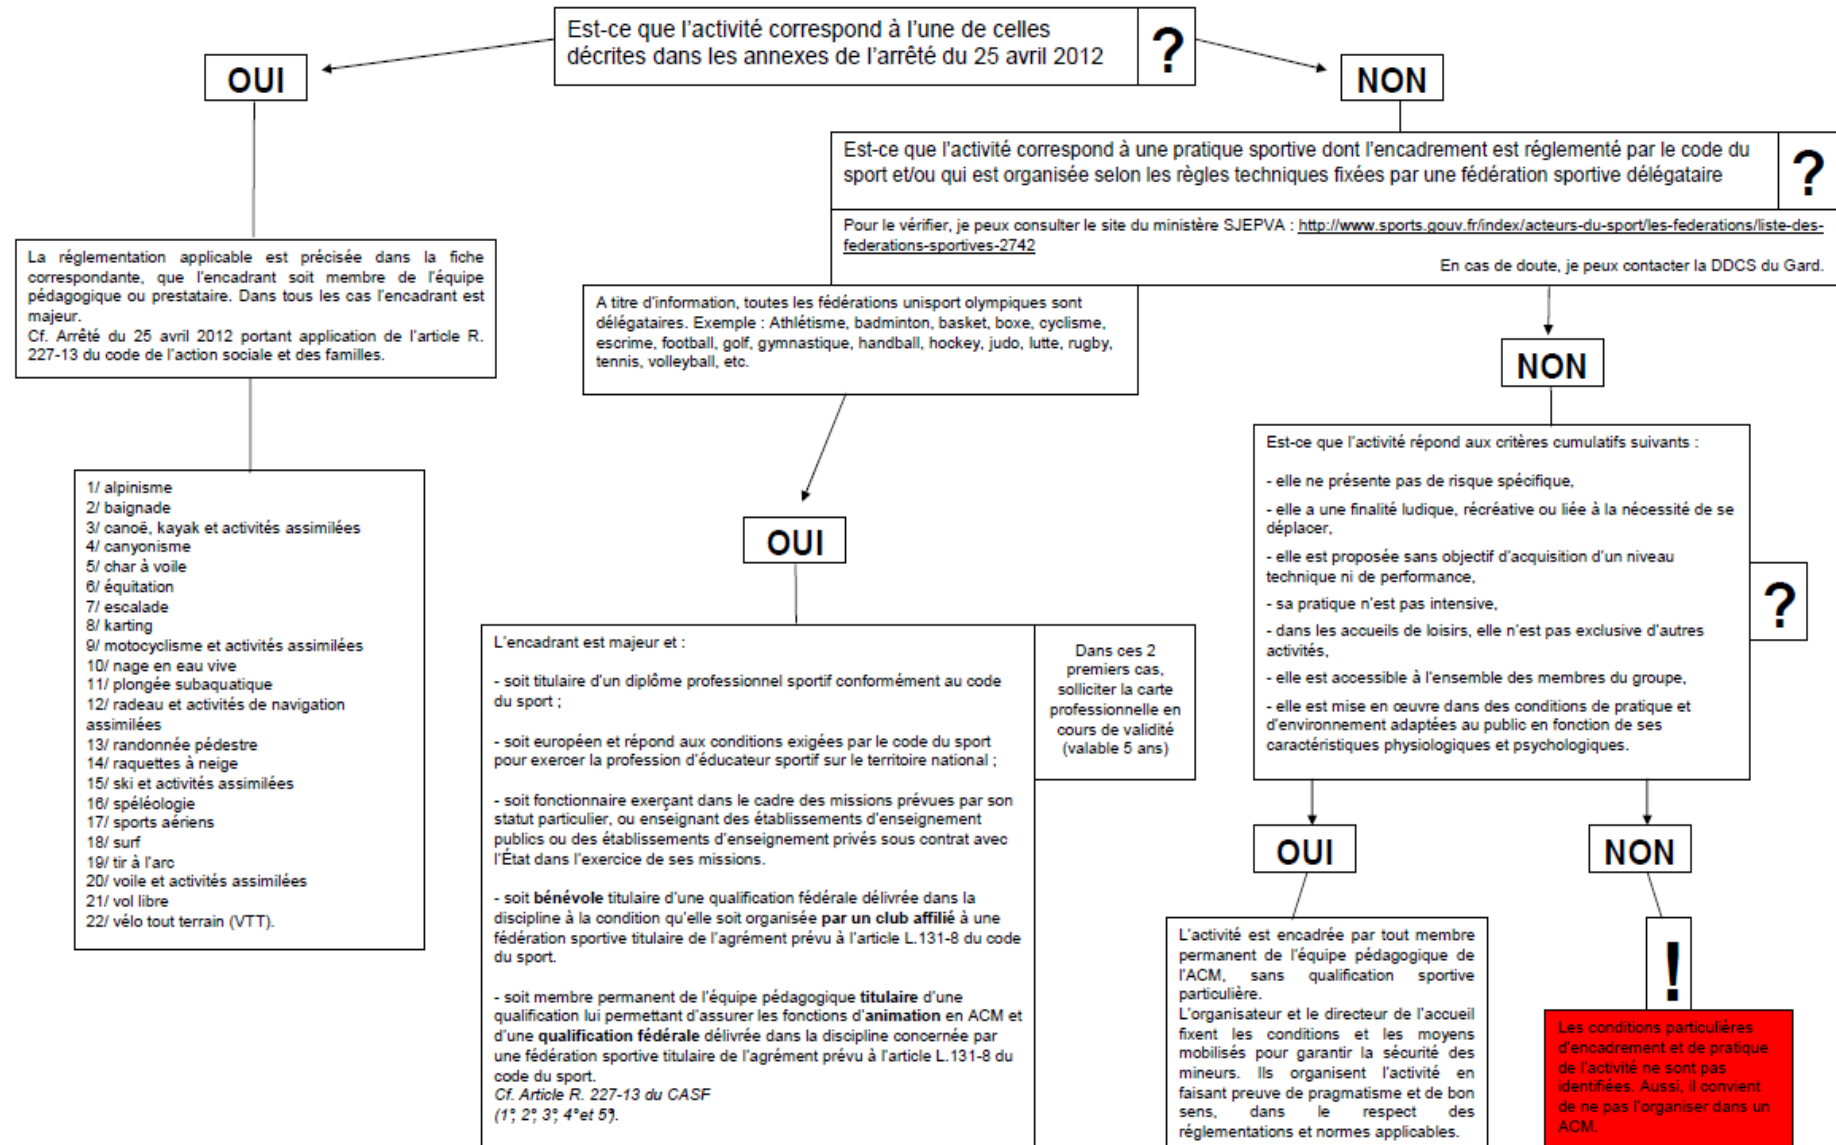 Est-ce que l'activité correspond à l'une de celles
décrites dans les annexes de l'arrêté du 25 avril 2012
?
OUI
NON
Est-ce que l'activité correspond à une pratique sportive dont l'encadrement est réglementé par le code du
sport et/ou qui est organisée selon les règles techniques fixées par une fédération sportive délégataire
?
Pour le vérifier, je peux consulter le site du ministère SJEPVA : http://www.sports.gouv.fr/index/acteurs-du-sport/les-federations/liste-des-
federations-sportives-2742
En cas de doute, je peux contacter la DDCS du Gard.
La réglementation applicable est précisée dans la fiche
correspondante, que l'encadrant soit membre de l'équipe
pédagogique ou prestataire. Dans tous les cas l'encadrant est
majeur.
Cf. Arrêté du 25 avril 2012 portant application de l'article R.
227-13 du code de l'action sociale et des familles.
A titre d'information, toutes les fédérations unisport olympiques sont
délégataires. Exemple : Athlétisme, badminton, basket, boxe, cyclisme,
escrime, football, golf, gymnastique, handball, hockey, judo, lutte, rugby,
tennis, volleyball, etc.
NON
1/ alpinisme
2/ baignade
3/ canoë, kayak et activités assimilées
4/ canyonisme
5/ char à voile
6/ équitation
7/ escalade
8/ karting
9/ motocyclisme et activités assimilées
10/ nage en eau vive
11/ plongée subaquatique
12/ radeau et activités de navigation
assimilées
13/ randonnée pédestre
14/ raquettes à neige
15/ ski et activités assimilées
16/ spéléologie
17/ sports aériens
18/ surf
19/ tir à l'arc
20/ voile et activités assimilées
21/ vol libre
22/ vélo tout terrain (VTT).
OUI
Est-ce que l'activité répond aux critères cumulatifs suivants :
- elle ne présente pas de risque spécifique,
- elle a une finalité ludique, récréative ou liée à la nécessité de se
déplacer,
- elle est proposée sans objectif d'acquisition d'un niveau
technique ni de performance,
- sa pratique n'est pas intensive,
- dans les accueils de loisirs, elle n'est pas exclusive d'autres
activités,
- elle est accessible à l'ensemble des membres du groupe,
- elle est mise en œuvre dans des conditions de pratique et
d'environnement adaptées au public en fonction de ses
caractéristiques physiologiques et psychologiques.
?
L'encadrant est majeur et :
- soit titulaire d'un diplôme professionnel sportif conformément au code
du sport ;
- soit européen et répond aux conditions exigées par le code du sport
pour exercer la profession d'éducateur sportif sur le territoire national ;
- soit fonctionnaire exerçant dans le cadre des missions prévues par son
statut particulier, ou enseignant des établissements d'enseignement
publics ou des établissements d'enseignement privés sous contrat avec
l'État dans l'exercice de ses missions.
- soit bénévole titulaire d'une qualification fédérale délivrée dans la
discipline à la condition qu'elle soit organisée par un club affilié à une
fédération sportive titulaire de l'agrément prévu à l'article L.131-8 du code
du sport.
- soit membre permanent de l'équipe pédagogique titulaire d'une
qualification lui permettant d'assurer les fonctions d'animation en ACM et
d'une qualification fédérale délivrée dans la discipline concernée par
une fédération sportive titulaire de l'agrément prévu à l'article L.131-8 du
code du sport.
Cf. Article R. 227-13 du CASF
(1°, 2°, 3°, 4°et 5°).
Dans ces 2
premiers cas,
solliciter la carte
professionnelle en
cours de validité
(valable 5 ans)
OUI
NON
L'activité est encadrée par tout membre
permanent de l'équipe pédagogique de
l'ACM, sans qualification sportive
particulière.
L'organisateur et le directeur de l'accueil
fixent les conditions et les moyens
mobilisés pour garantir la sécurité des
mineurs. Ils organisent l'activité en
faisant preuve de pragmatisme et de bon
sens, dans le respect des
réglementations et normes applicables.
!
Les conditions particulières
d'encadrement et de pratique
de l'activité ne sont pas
identifiées. Aussi, il convient
de ne pas l'organiser dans un
ACM.